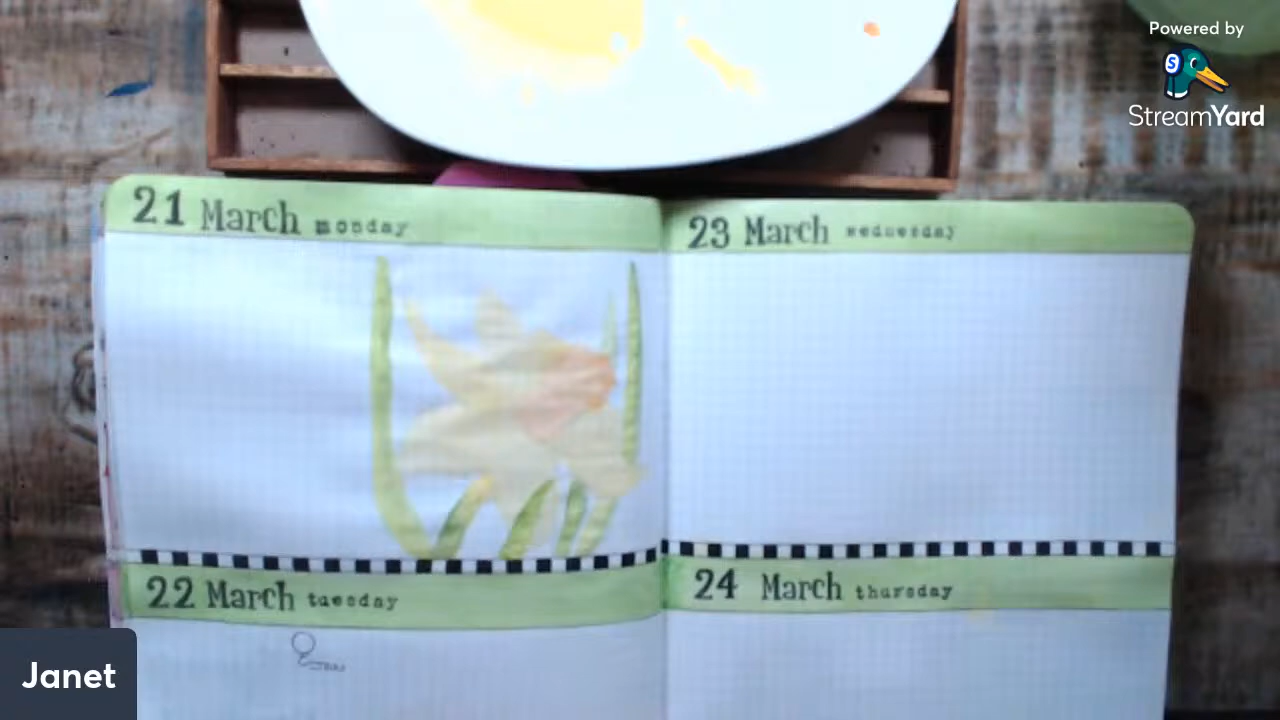 Powered by
StreamYard
21 March monday
23 March wednesday
22 March tuesday
24 March thursday
Janet